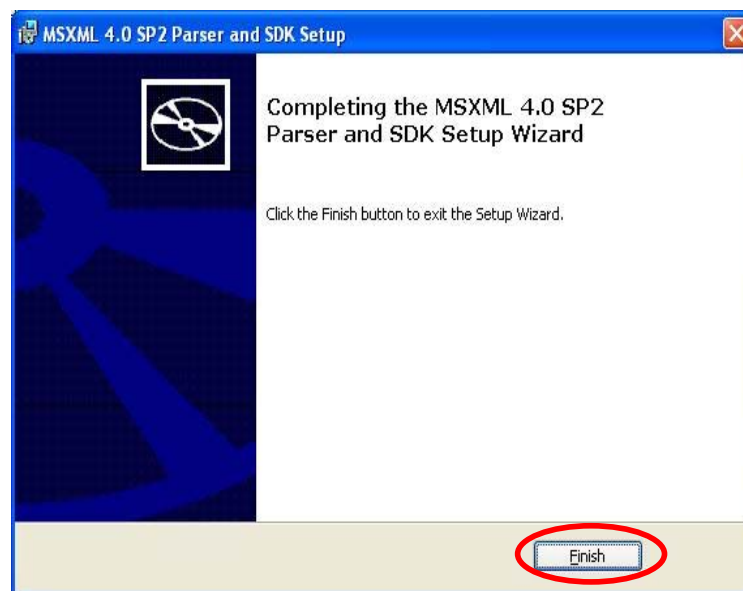 MSXML 4.0 SP2 Parser and SDK Setup
Completing the MSXML 4.0 SP2
Parser and SDK Setup Wizard
Click the Finish button to exit the Setup Wizard.
Finish